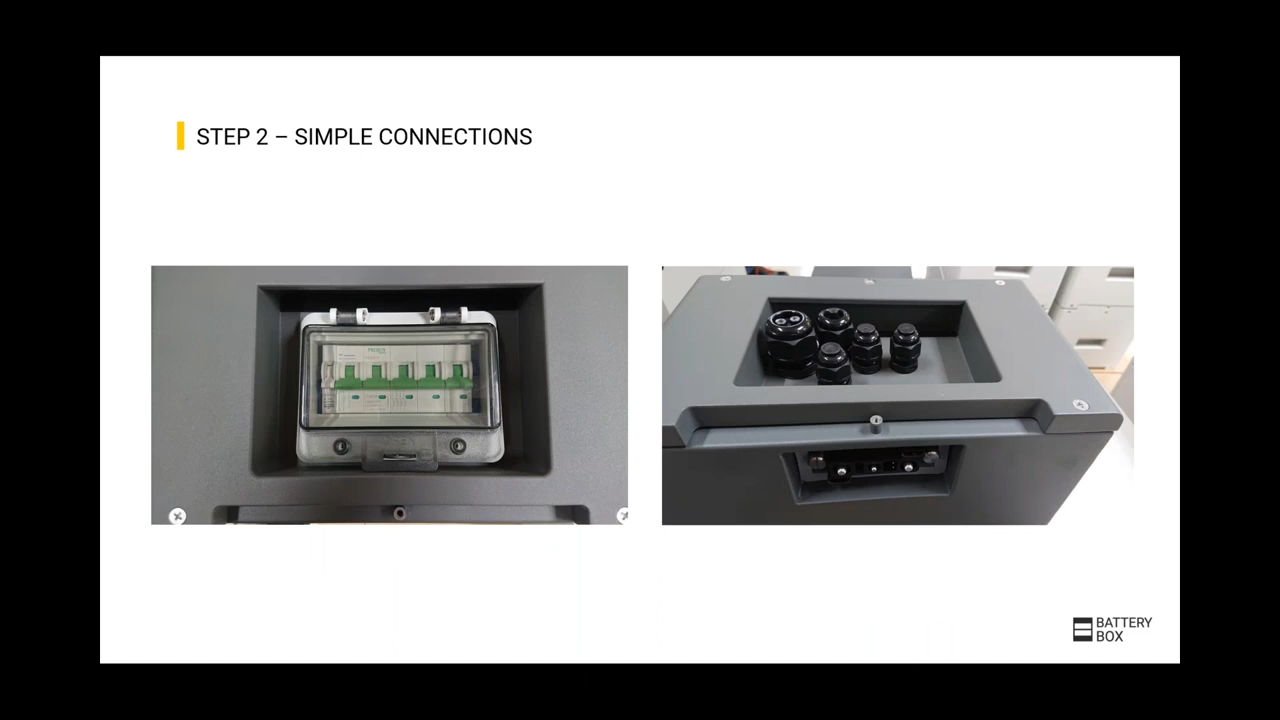 STEP 2 – SIMPLE CONNECTIONS
BATTERY
BOX